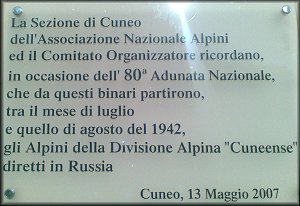 La Sezione di Cuneo
dell'Associazione Nazionale Alpini
ed il Comitato Organizzatore ricordano,
in occasione dell' 80ª Adunata Nazionale,
che da questi binari partirono,
tra il mese di luglio
e quello di agosto del 1942,
gli Alpini della Divisione Alpina "Cuneense"
diretti in Russia
Cuneo, 13 Maggio 2007